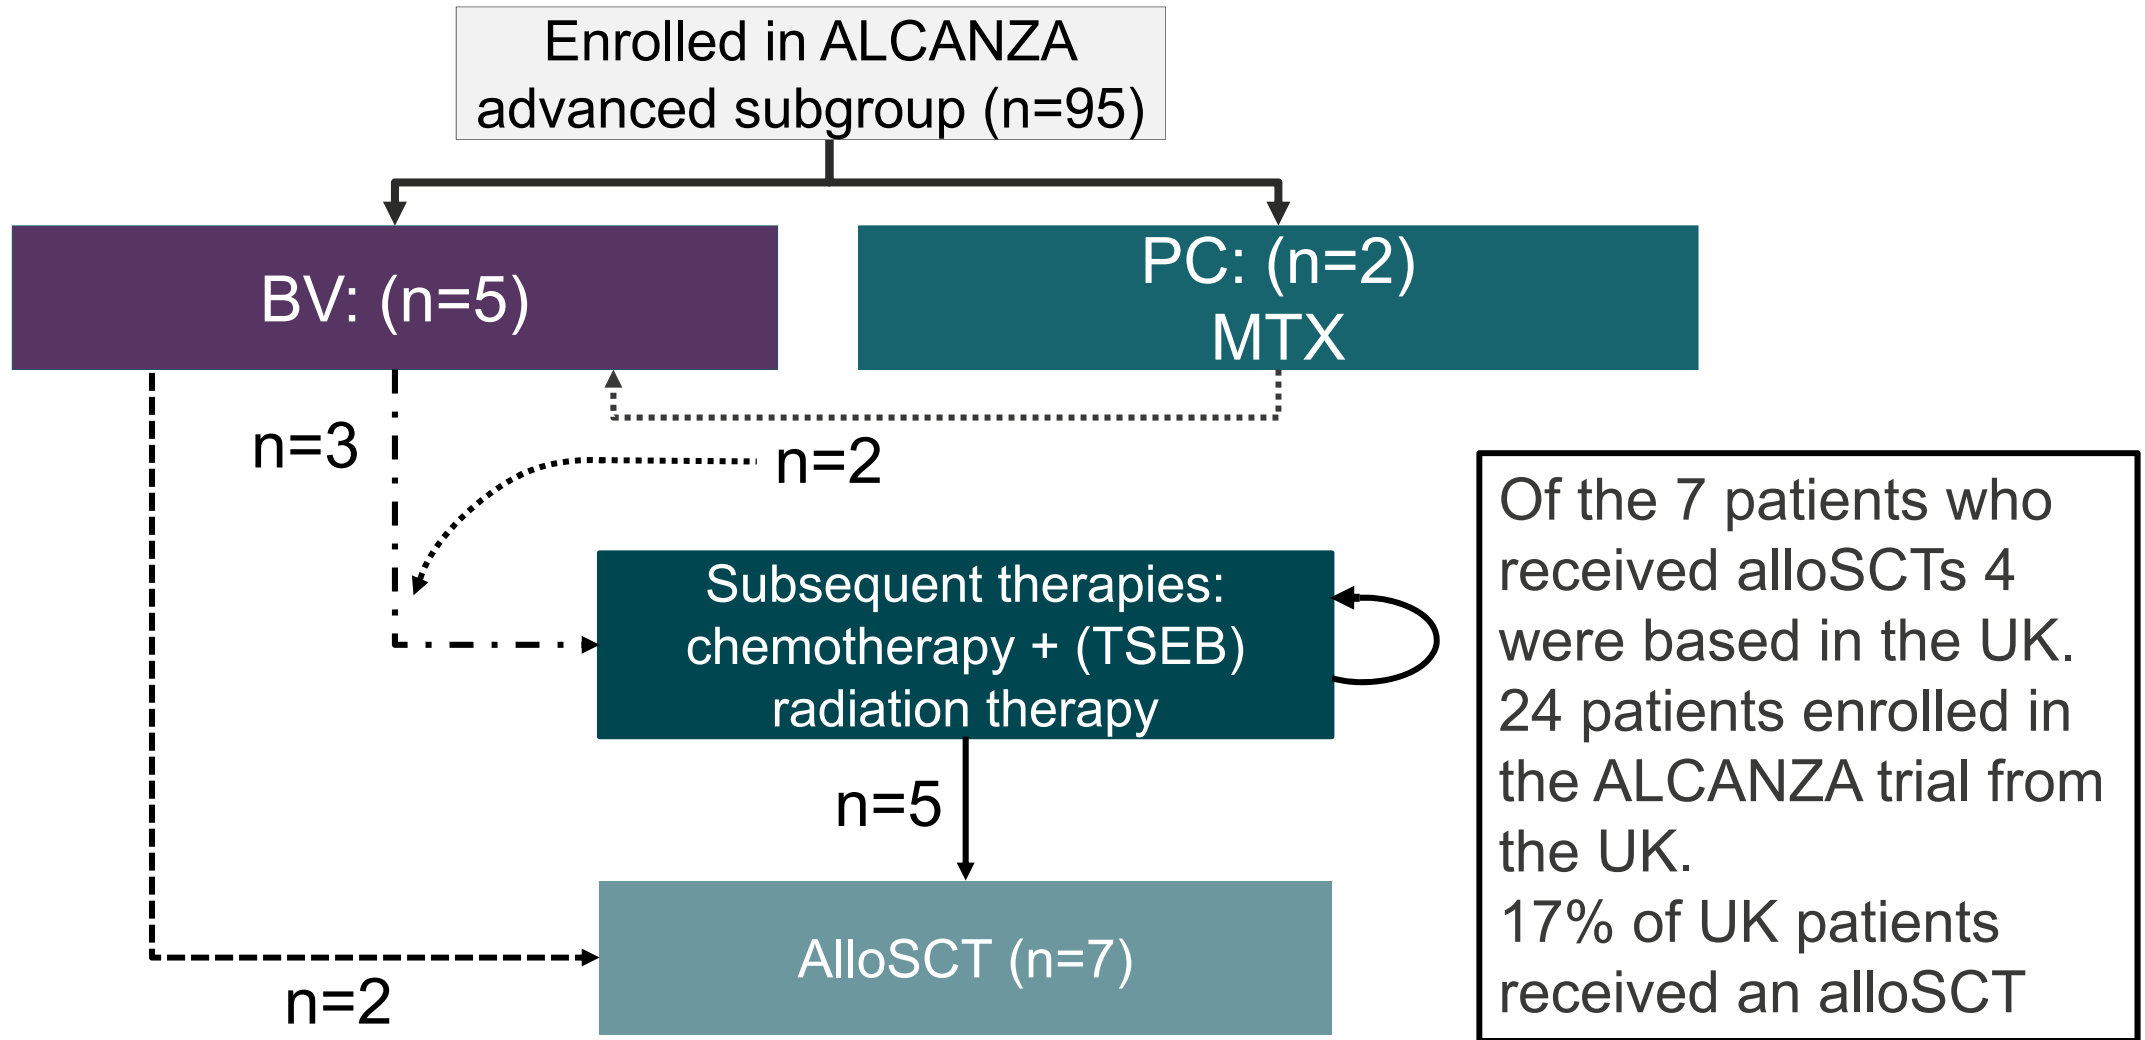 Enrolled in ALCANZA
advanced subgroup (n=95)
BV: (n=5)
PC: (n=2)
MTX
n=3
n=2
Subsequent therapies:
chemotherapy + (TSEB)
radiation therapy
n=5
AlloSCT (n=7)
n=2
Of the 7 patients who
received alloSCTs 4
were based in the UK.
24 patients enrolled in
the ALCANZA trial from
the UK.
17% of UK patients
received an alloSCT